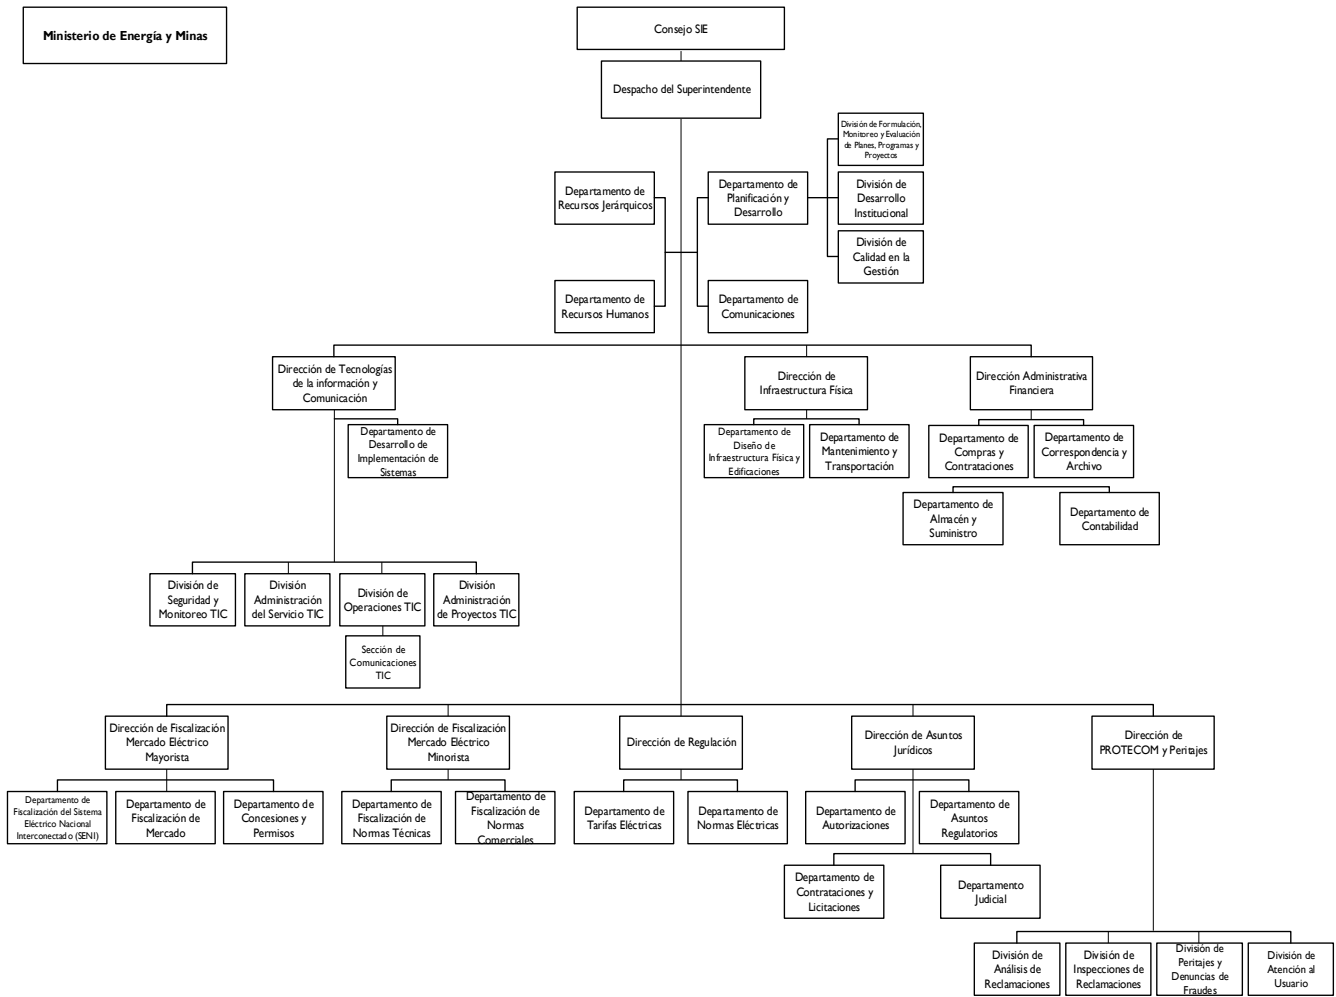 Ministerio de Energía y Minas
Consejo SIE
Despacho del Superintendente
División de Formulación,
Monitoreo y Evaluación
de Planes, Programas y
Proyectos
Departamento de
Recursos Jerárquicos
Departamento de
Planificación y
Desarrollo
División de
Desarrollo
Institucional
División de
Calidad en la
Gestión
Departamento de
Recursos Humanos
Departamento de
Comunicaciones
Dirección de Tecnologías
de la información y
Comunicación
Dirección de
Infraestructura Física
Dirección Administrativa
Financiera
Departamento de
Desarrollo de
Implementación de
Sistemas
Departamento de
Diseño de
Infraestructura Física y
Edificaciones
Departamento de
Mantenimiento y
Transportación
Departamento de
Compras y
Contrataciones
Departamento de
Correspondencia y
Archivo
Departamento de
Almacén y
Suministro
Departamento de
Contabilidad
División de
Seguridad y
Monitoreo TIC
División
Administración
del Servicio TIC
División de
Operaciones TIC
División
Administración
de Proyectos TIC
Sección de
Comunicaciones
TIC
Dirección de Fiscalización
Mercado Eléctrico
Mayorista
Dirección de Fiscalización
Mercado Eléctrico
Minorista
Dirección de Regulación
Dirección de Asuntos
Jurídicos
Dirección de
PROTECOM y Peritajes
Departamento de
Fiscalización del Sistema
Eléctrico Nacional
Interconectado (SENI)
Departamento de
Fiscalización de
Mercado
Departamento de
Concesiones y
Permisos
Departamento de
Fiscalización de
Normas Técnicas
Departamento de
Fiscalización de
Normas
Comerciales
Departamento de
Tarifas Eléctricas
Departamento de
Normas Eléctricas
Departamento de
Autorizaciones
Departamento de
Asuntos
Regulatorios
Departamento de
Contrataciones y
Licitaciones
Departamento
Judicial
División de
Análisis de
Reclamaciones
División de
Inspecciones de
Reclamaciones
División de
Peritajes y
Denuncias de
Fraudes
División de
Atención al
Usuario